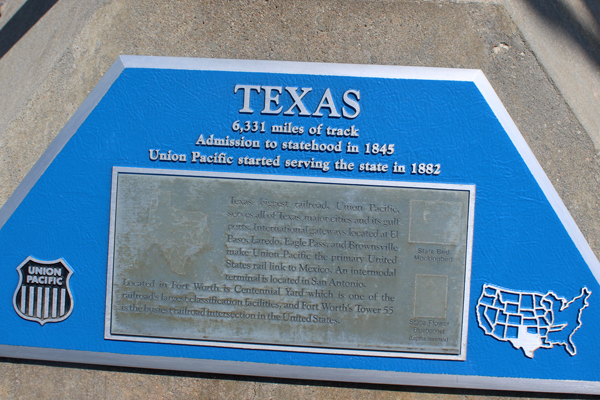 TEXAS
6,331 miles of track
Admission to statehood in 1845
Union Pacific started serving the state in 1882
Texas' biggest railroad, Union Pacific,
serves all of Texas' major cities and its gulf
ports. International gateways located at El
Paso, Laredo, Eagle Pass, and Brownsville
make Union Pacific the primary United
States rail link to Mexico. An intermodal
terminal is located in San Antonio.
Located in Fort Worth is Centennial Yard which is one of the
railroad's largest classification facilities, and Fort Worth's Tower 55
is the busiest railroad intersection in the United States.
State Bird
Mockingbird
State Flower
Bluebonnet
UNION
PACIFIC